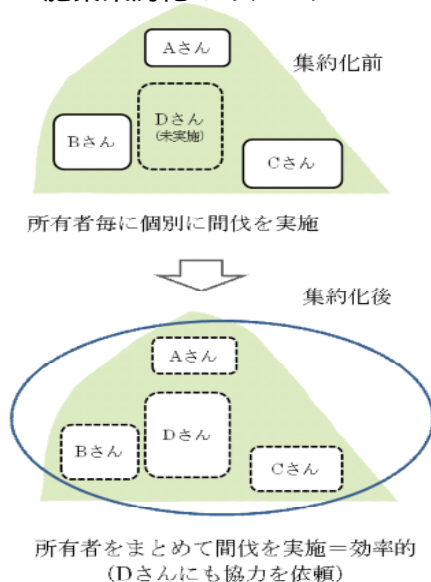 集約化前
Aさん
Dさん
(未実施)
Bさん
Cさん
所有者毎に個別に間伐を実施
集約化後
Aさん
Dさん
Bさん
Cさん
所有者をまとめて間伐を実施=効率的
(Dさんにも協力を依頼)